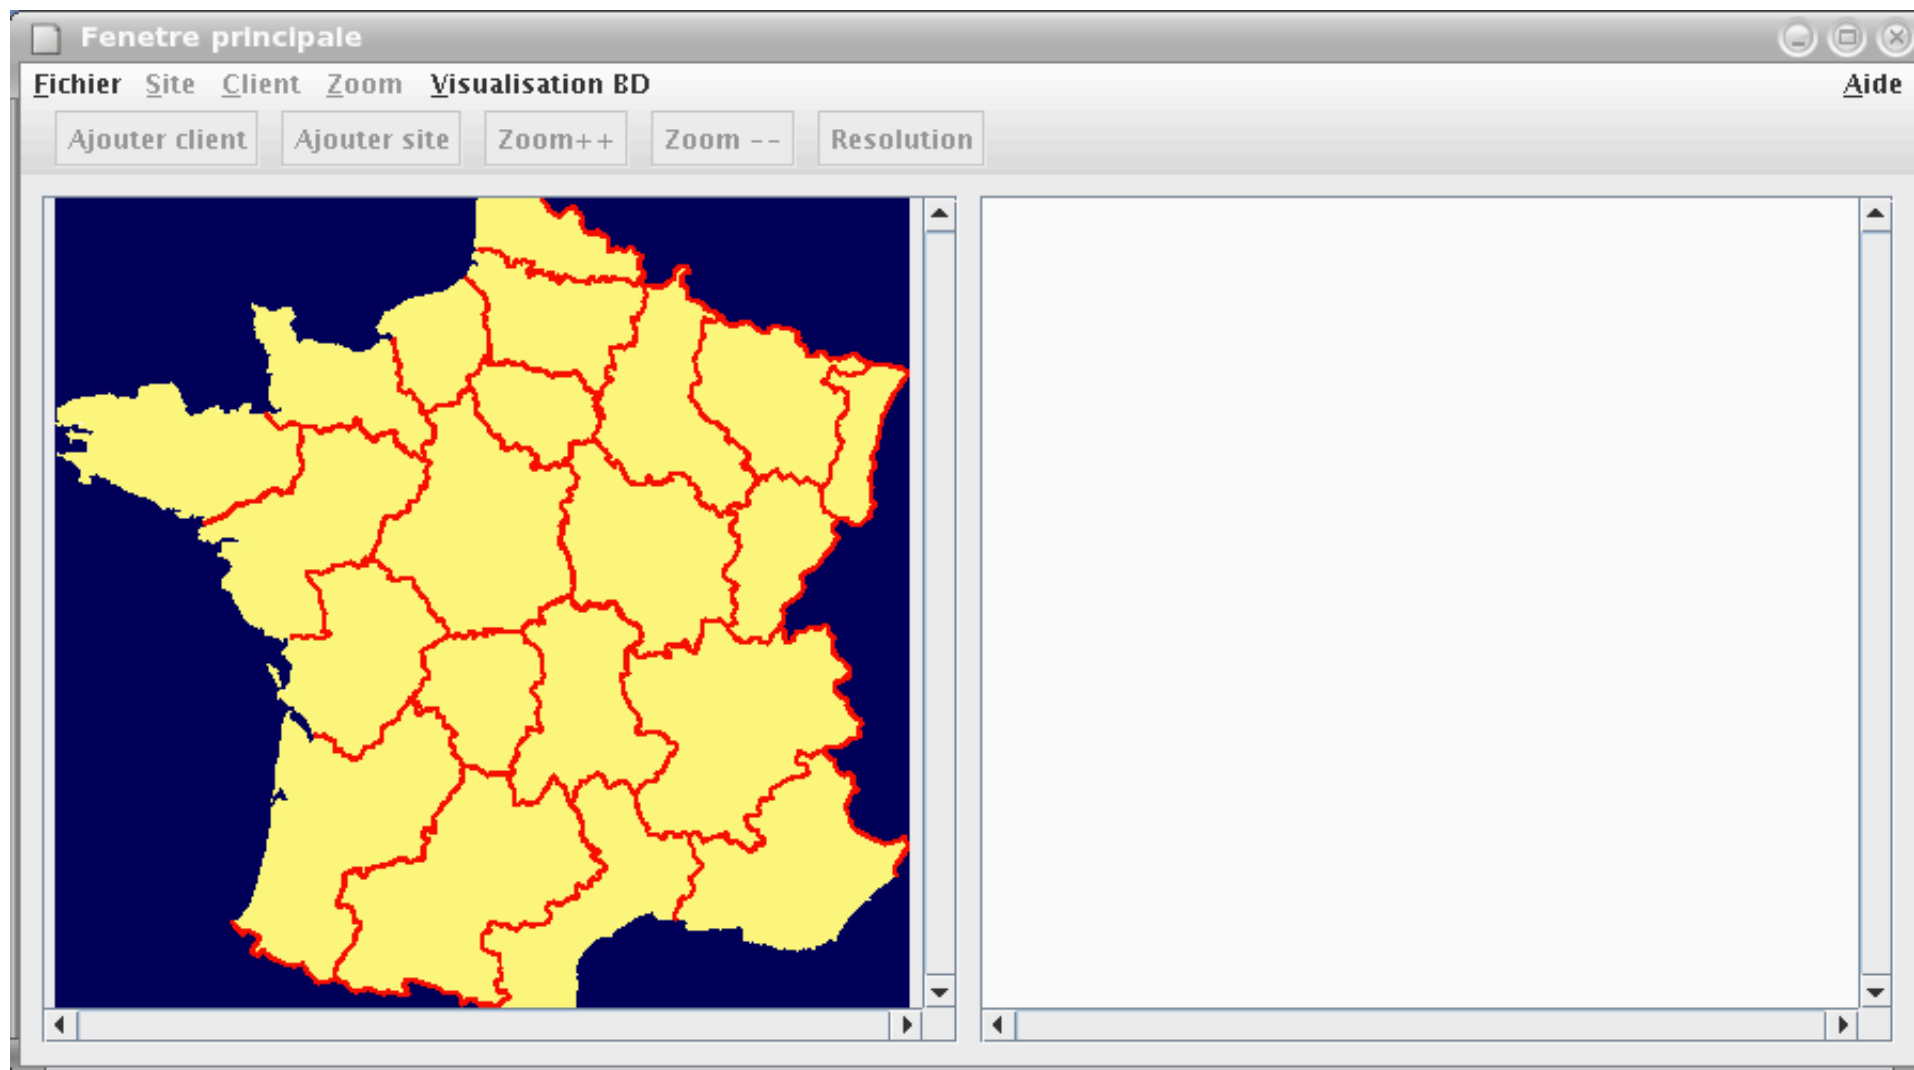 Fenetre principale
Fichier Site Client Zoom Visualisation BD Aide
Ajouter client Ajouter site Zoom++ Zoom -- Resolution